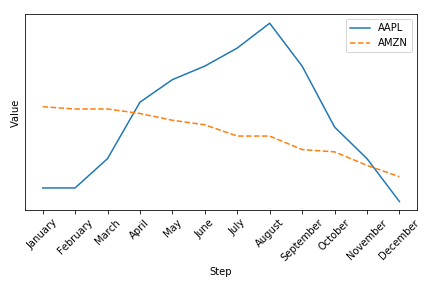 AAPL
AMZN
Value
January
February
March
April
May
June
July
August
September
October
November
December
Step